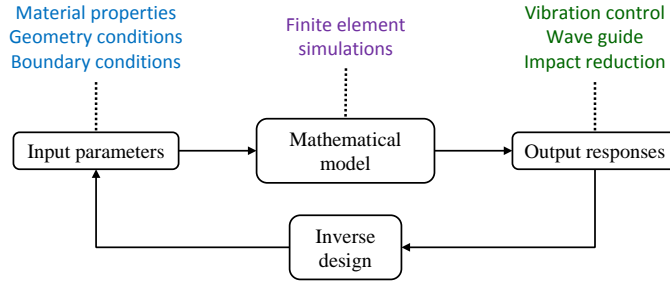 Material properties
Geometry conditions
Boundary conditions
Finite element
simulations
Vibration control
Wave guide
Impact reduction
Input parameters
Mathematical
model
Output responses
Inverse
design